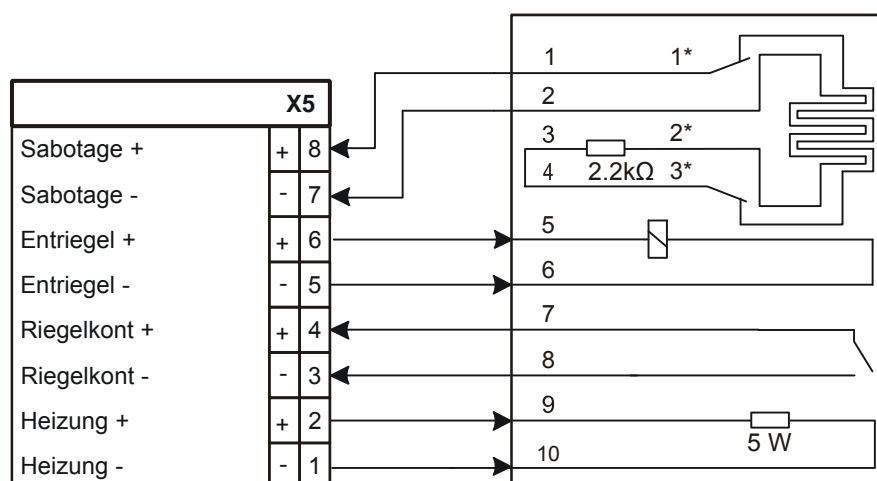 X5
Sabotage + + 8
Sabotage - - 7
Entriegel + + 6
Entriegel - - 5
Riegelkont + + 4
Riegelkont - - 3
Heizung + + 2
Heizung - - 1
1 1*
2
3 2*
2.2kΩ
4 3*
5
6
7
8
9
5 W
10